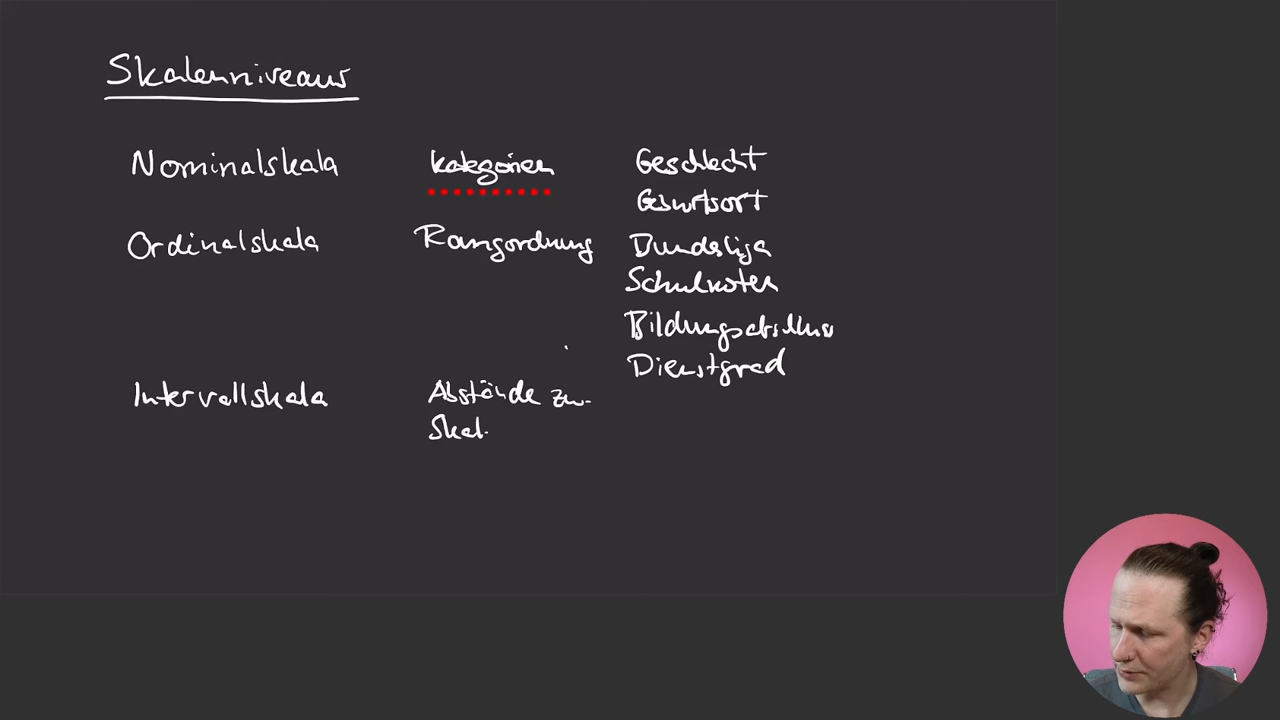 Skalenniveaus
Nominalskala Kategorien Geschlecht
Geburtsort
Ordinalskala Rangordnung Bundesliga
Schulnoten
Bildungsabschluss
Dienstgrad
Intervallskala Abstände zw.
Skal.